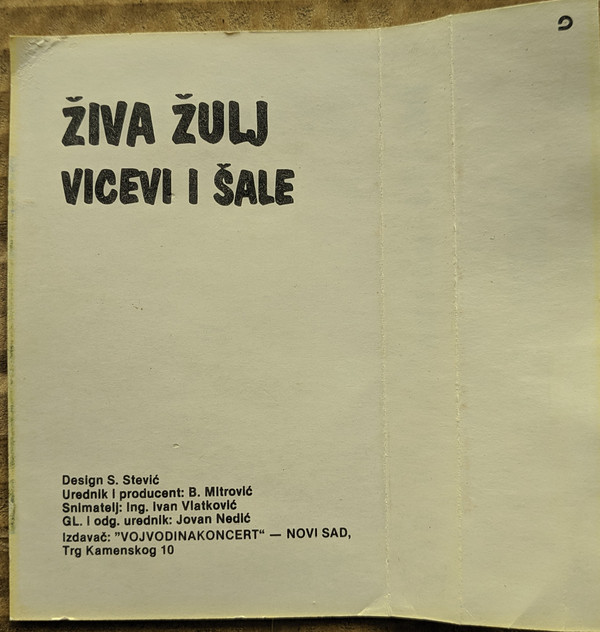 ŽIVA ŽULJ
VICEVI I ŠALE
Design S. Stević
Urednik i producent: B. Mitrović
Snimatelj: Ing. Ivan Vlatković
GL. i odg. urednik: Jovan Nedić
Izdavač: ”VOJVODINAKONCERT“ — NOVI SAD,
Trg Kamenskog 10